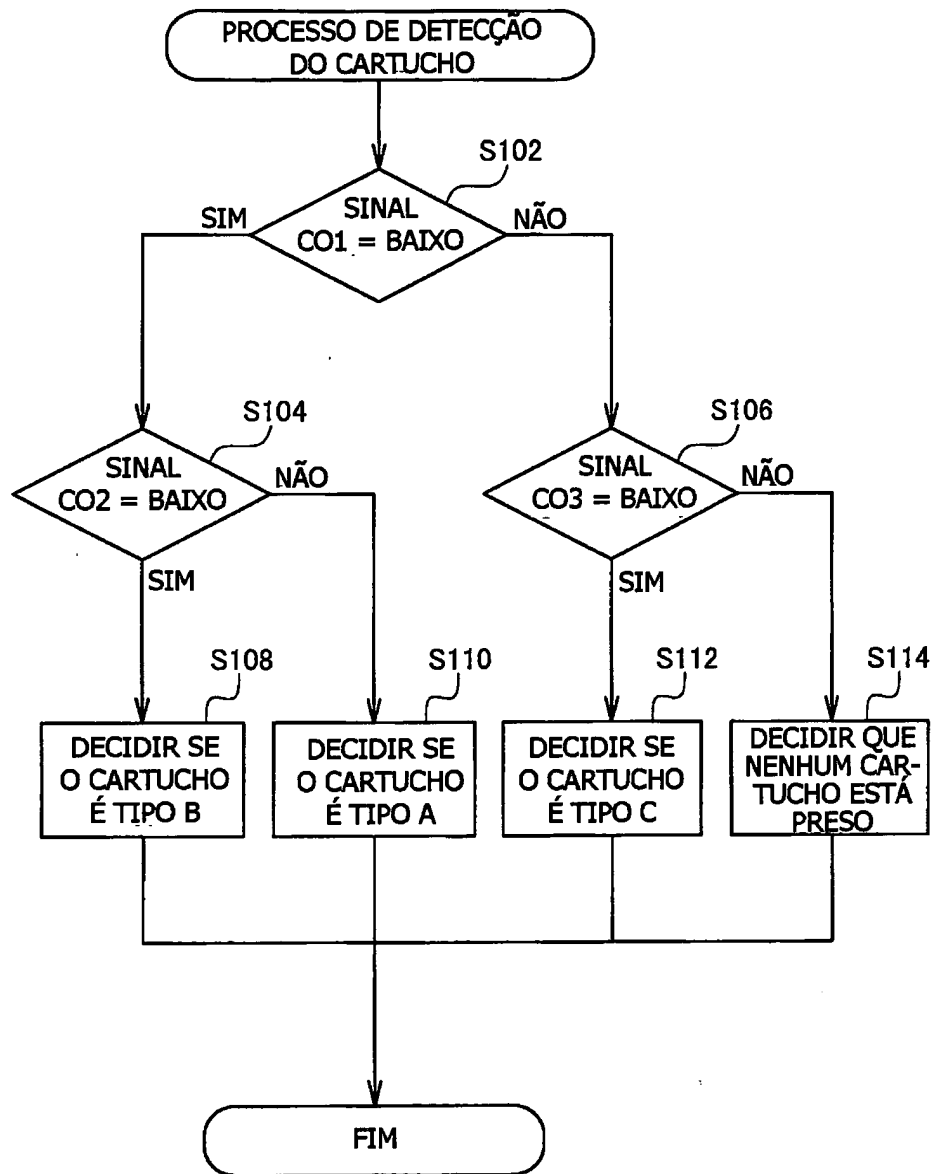 PROCESSO DE DETECÇÃO
DO CARTUCHO
S102
SINAL
CO1 = BAIXO
SIM
NÃO
S104
SINAL
CO2 = BAIXO
NÃO
SIM
S106
SINAL
CO3 = BAIXO
NÃO
SIM
S108
DECIDIR SE
O CARTUCHO
É TIPO B
S110
DECIDIR SE
O CARTUCHO
É TIPO A
S112
DECIDIR SE
O CARTUCHO
É TIPO C
S114
DECIDIR QUE
NENHUM CAR-
TUCHO ESTÁ
PRESO
FIM